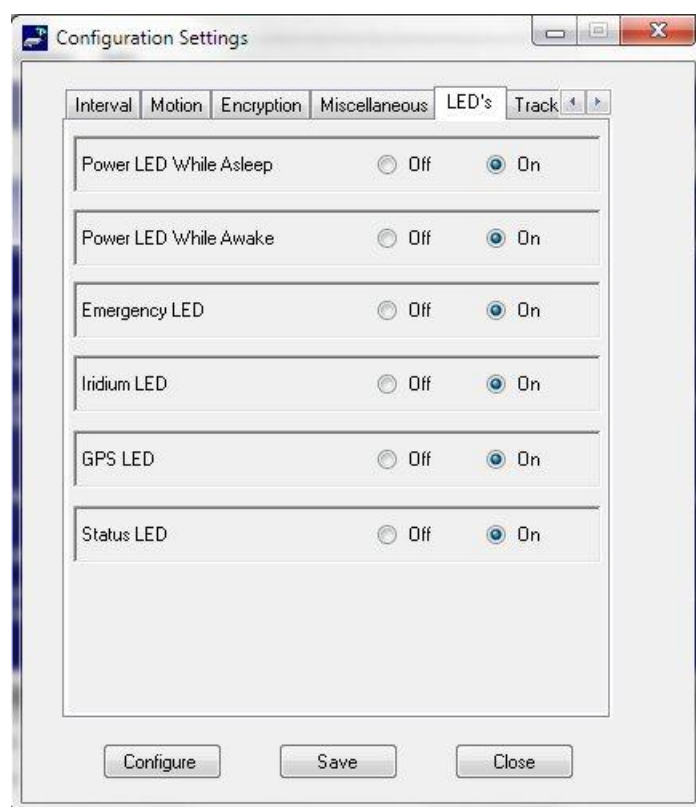 Configuration Settings
Interval Motion Encryption Miscellaneous LED's Track
Power LED While Asleep Off On
Power LED While Awake Off On
Emergency LED Off On
Iridium LED Off On
GPS LED Off On
Status LED Off On
Configure Save Close